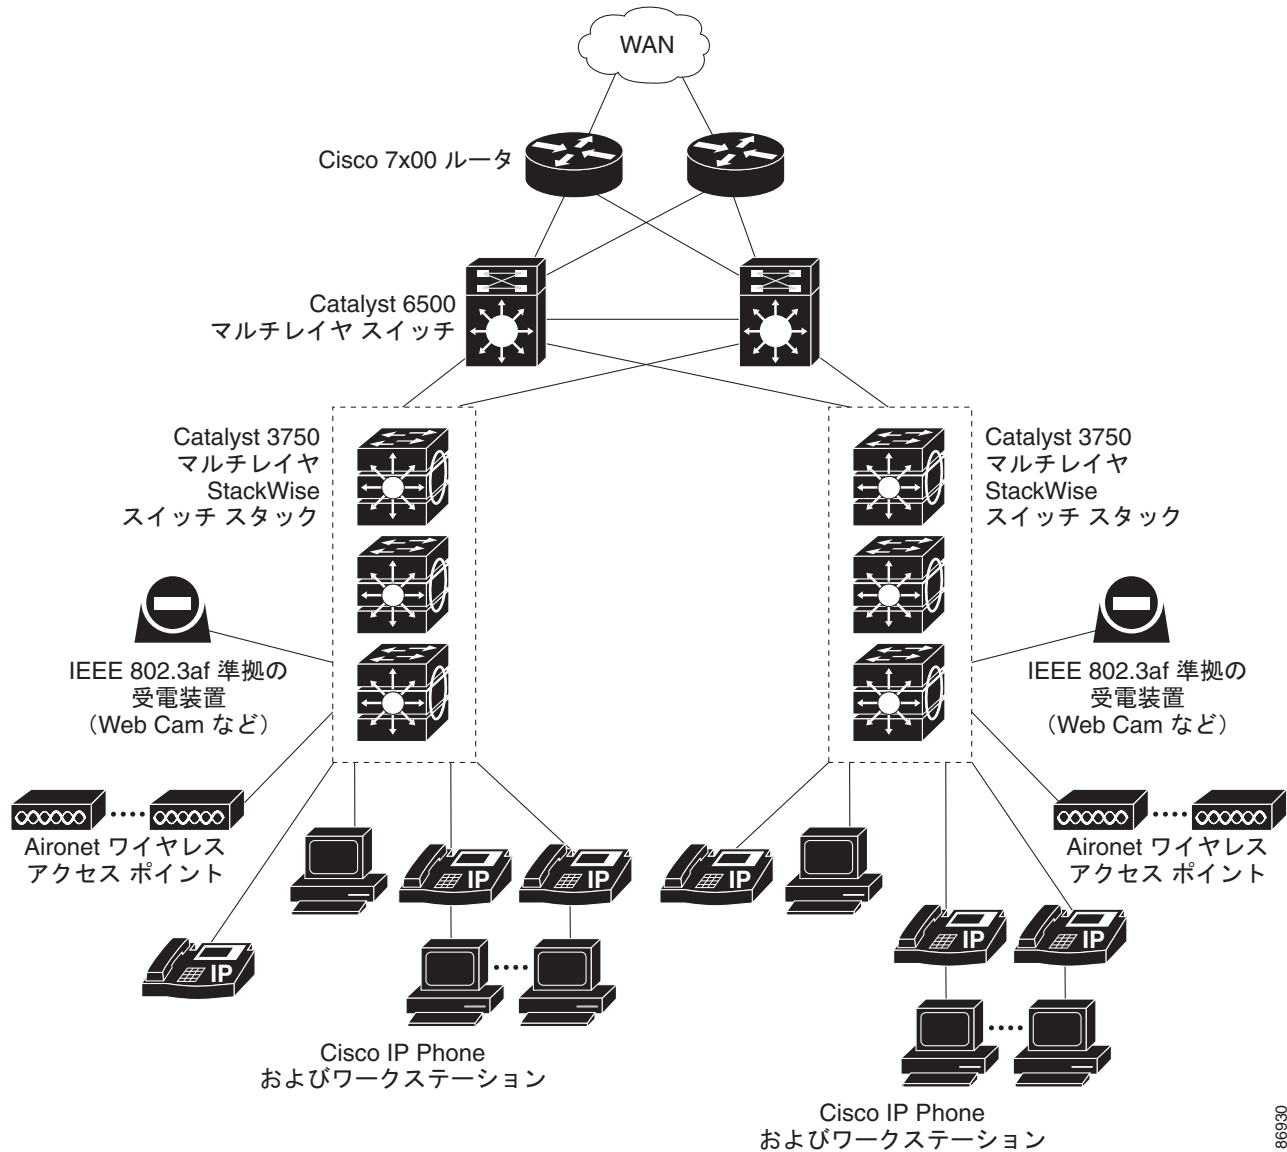 WAN
Cisco 7x00 ルータ
Catalyst 6500
マルチレイヤ スイッチ
Catalyst 3750
マルチレイヤ
StackWise
スイッチ スタック
Catalyst 3750
マルチレイヤ
StackWise
スイッチ スタック
IEEE 802.3af 準拠の
受電装置
（Web Cam など）
IEEE 802.3af 準拠の
受電装置
（Web Cam など）
Aironet ワイヤレス
アクセス ポイント
Aironet ワイヤレス
アクセス ポイント
IP
IP
IP
IP
IP
IP
Cisco IP Phone
およびワークステーション
Cisco IP Phone
およびワークステーション
86930